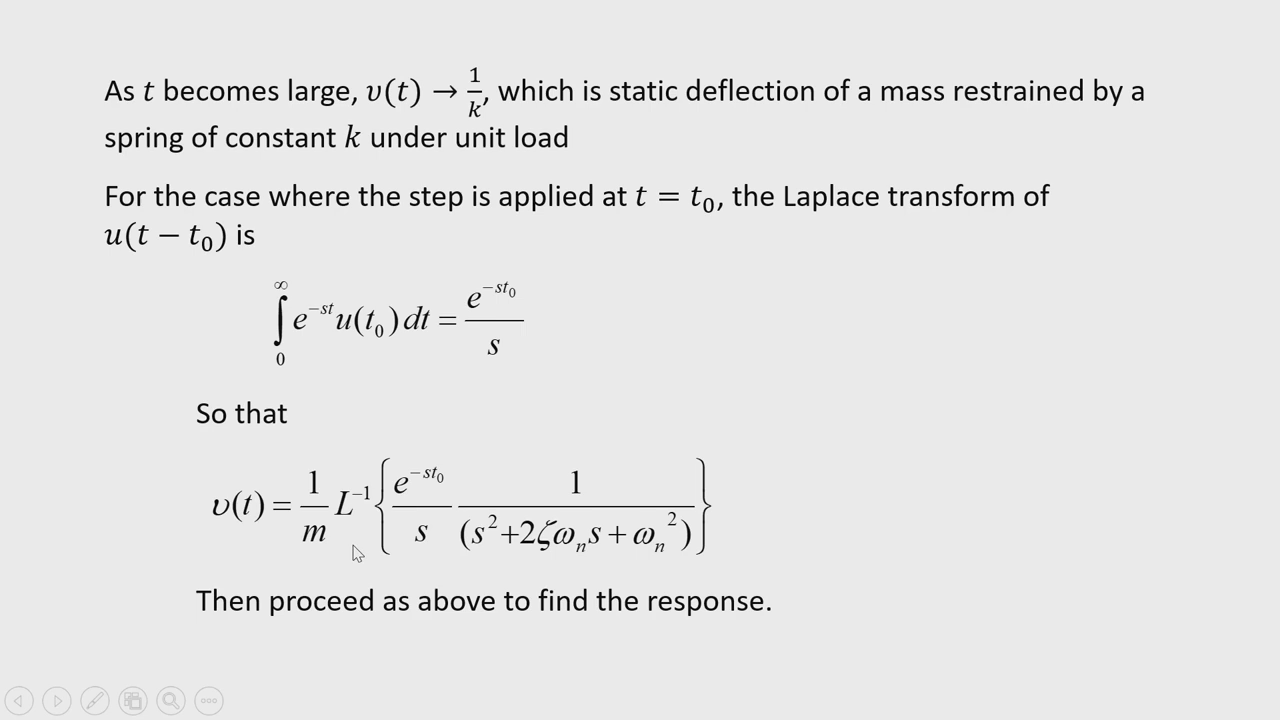 As 𝑡 becomes large, 𝜐(𝑡) → 1/𝑘, which is static deflection of a mass restrained by a
spring of constant 𝑘 under unit load
For the case where the step is applied at 𝑡 = 𝑡₀, the Laplace transform of
𝑢(𝑡 − 𝑡₀) is
∫₀^∞ e^{−st} u(t₀) dt = e^{−st₀} / s
So that
υ(t) = 1/m L⁻¹ { e^{−st₀}/s 1/(s²+2ζωₙs + ωₙ²) }
Then proceed as above to find the response.